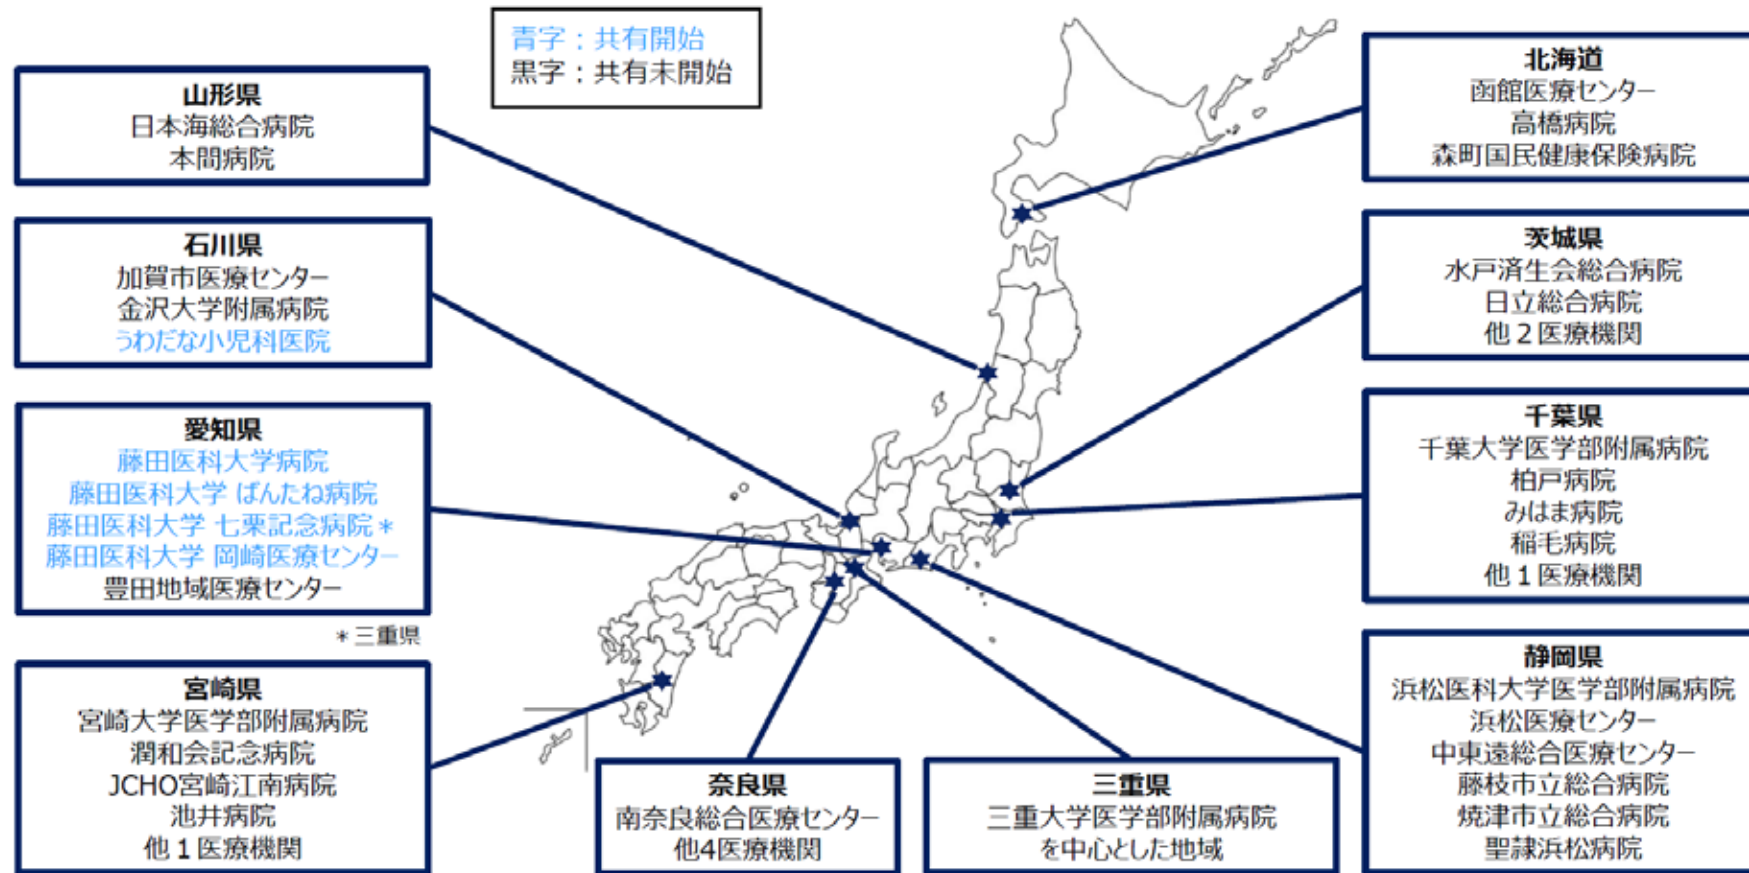 青字：共有開始
黒字：共有未開始
山形県
日本海総合病院
本間病院
石川県
加賀市医療センター
金沢大学附属病院
うわだな小児科医院
愛知県
藤田医科大学病院
藤田医科大学 ばんたね病院
藤田医科大学 七栗記念病院＊
藤田医科大学 岡崎医療センター
豊田地域医療センター
＊三重県
宮崎県
宮崎大学医学部附属病院
潤和会記念病院
JCHO宮崎江南病院
池井病院
他１医療機関
奈良県
南奈良総合医療センター
他4医療機関
三重県
三重大学医学部附属病院
を中心とした地域
北海道
函館医療センター
高橋病院
森町国民健康保険病院
茨城県
水戸済生会総合病院
日立総合病院
他２医療機関
千葉県
千葉大学医学部附属病院
柏戸病院
みはま病院
稲毛病院
他１医療機関
静岡県
浜松医科大学医学部附属病院
浜松医療センター
中東遠総合医療センター
藤枝市立総合病院
焼津市立総合病院
聖隷浜松病院